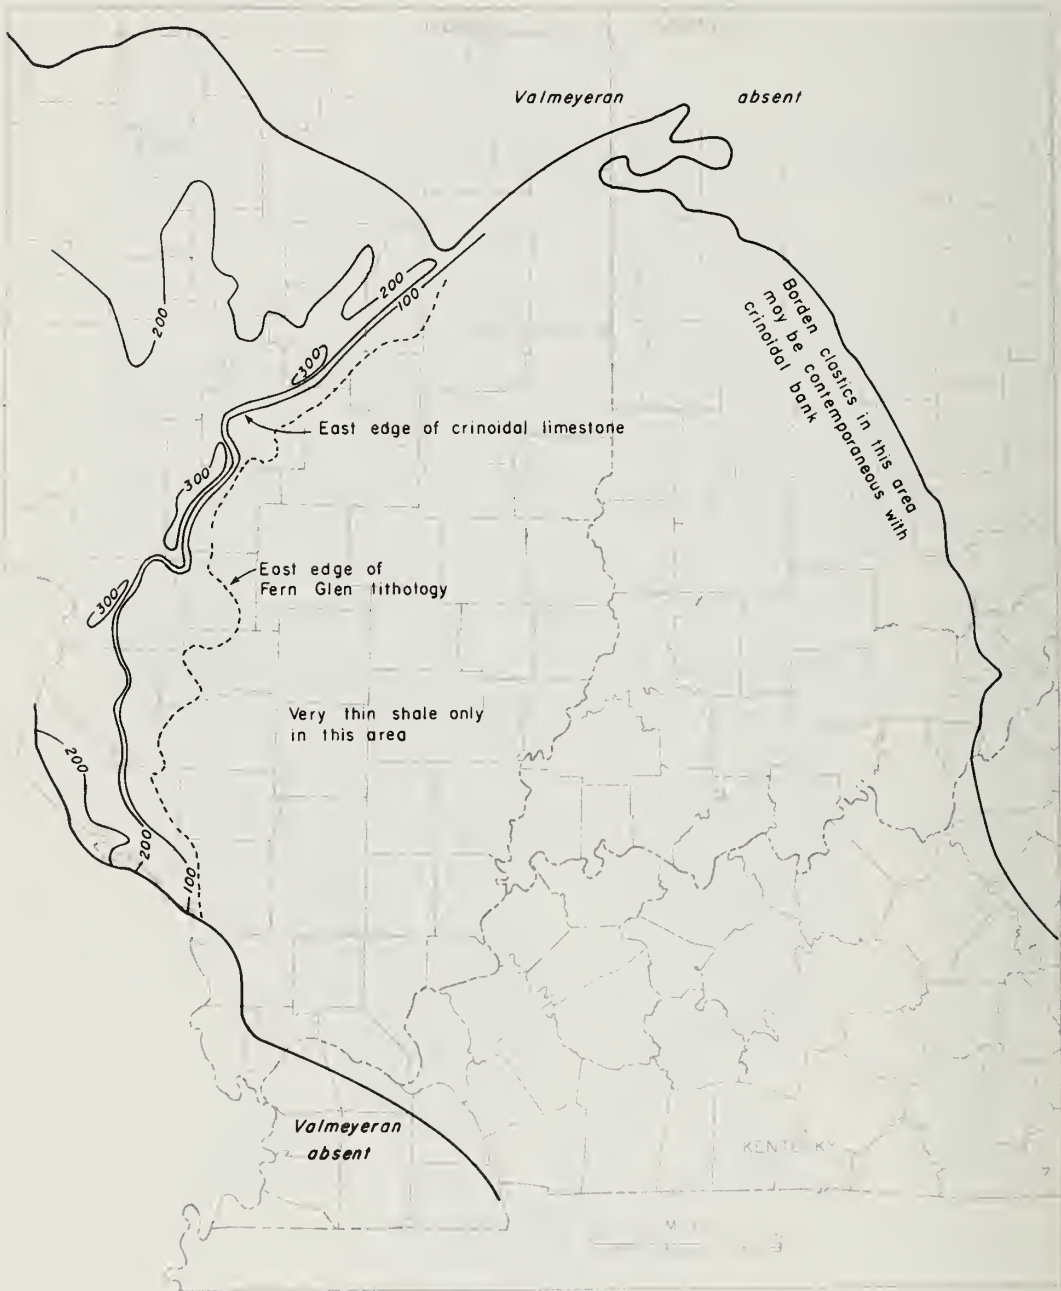 Valmeyeran absent
200
200
100
300
East edge of crinoidal limestone
300
Borden clastics in this area
may be contemporaneous with
crinoidal bank
East edge of
Fern Glen lithology
300
Very thin shale only
in this area
200
200
100
Valmeyeran
absent
KENTUCKY